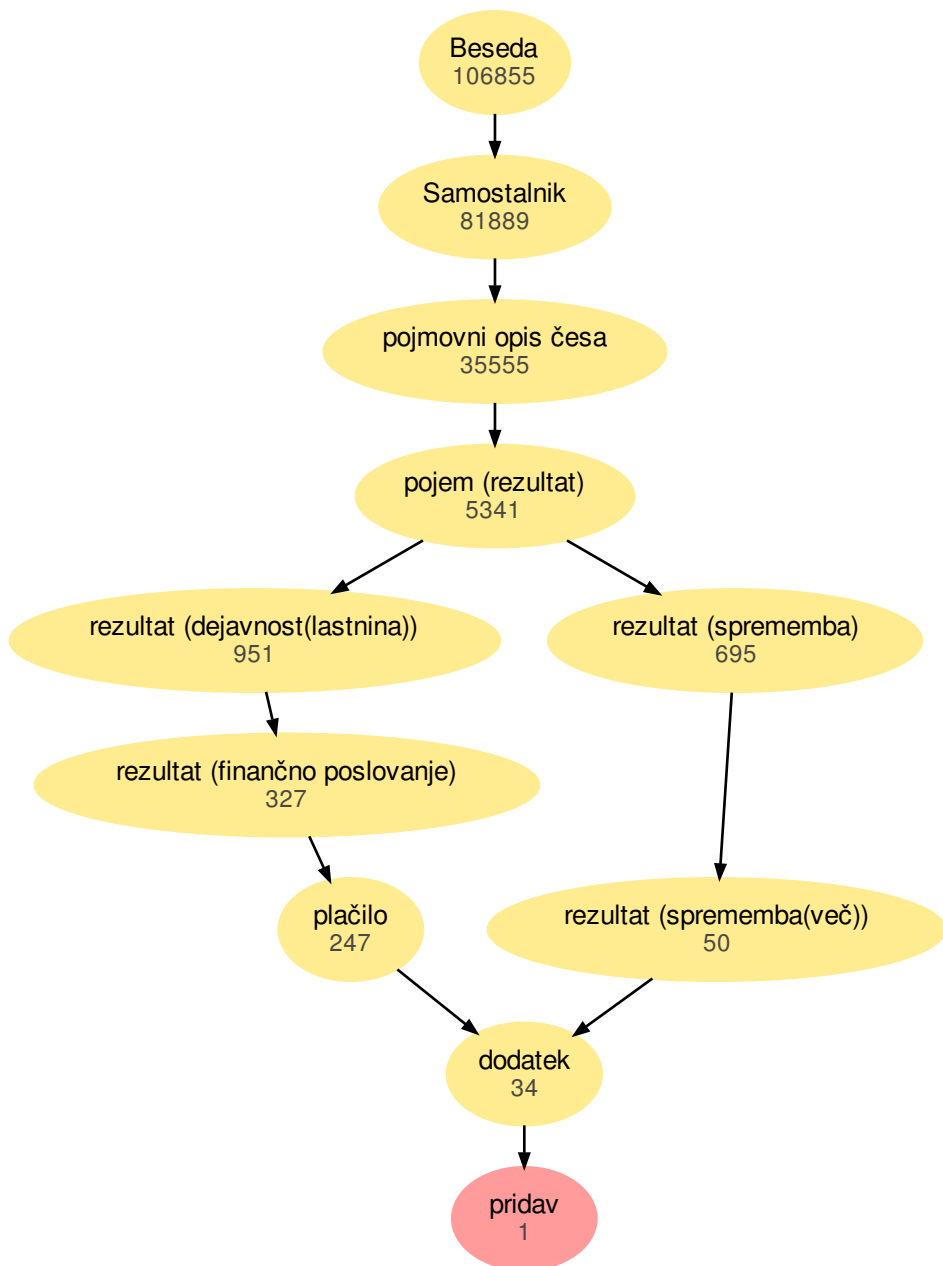 Beseda
106855
Samostalnik
81889
pojmovni opis česa
35555
pojem (rezultat)
5341
rezultat (dejavnost(lastnina))
951
rezultat (sprememba)
695
rezultat (finančno poslovanje)
327
plačilo
247
rezultat (sprememba(več))
50
dodatek
34
pridav
1